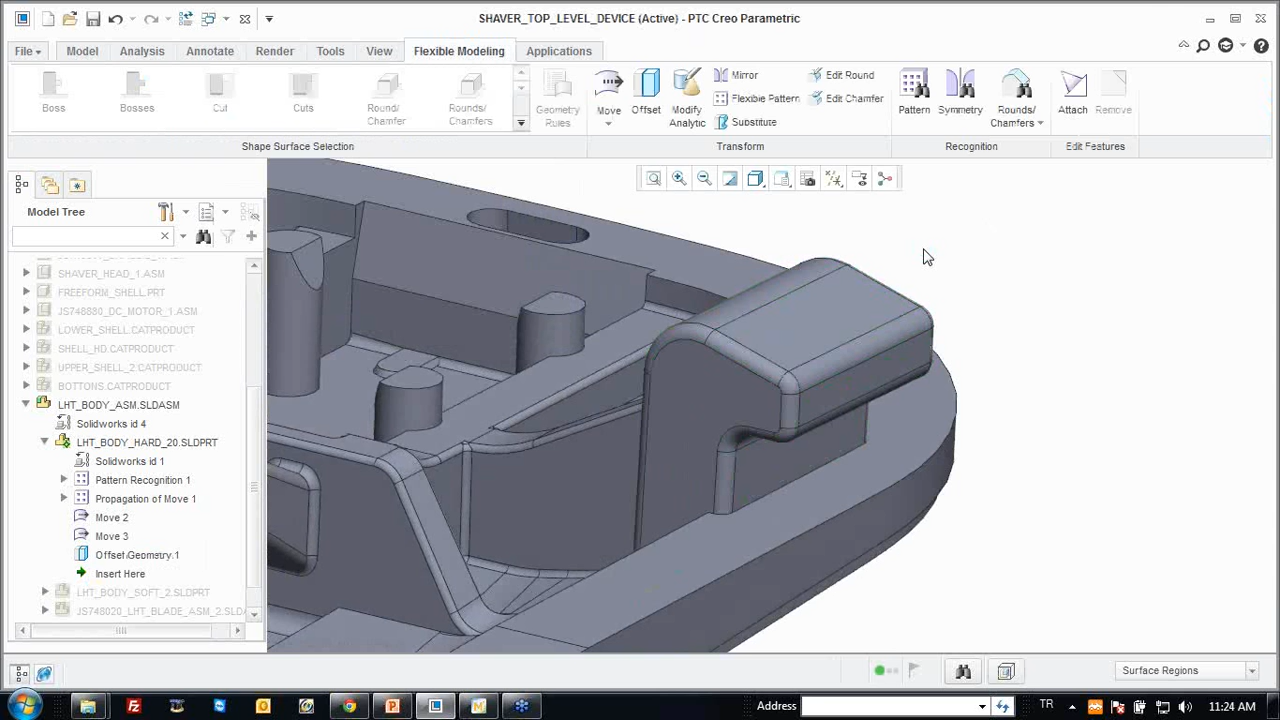 SHAVER_TOP_LEVEL_DEVICE (Active) - PTC Creo Parametric
File Model Analysis Annotate Render Tools View Flexible Modeling Applications
Boss Bosses Cut Cuts Round/ Chamfer Rounds/ Chamfers Geometry Rules
Move Offset Modify Analytic
Mirror Edit Round
Flexible Pattern Edit Chamfer
Substitute
Pattern Symmetry Rounds/ Chamfers Attach Remove
Shape Surface Selection Transform Recognition Edit Features
Model Tree
SHAVER_HEAD_1.ASM
FREEFORM_SHELL.PRT
JS748880_DC_MOTOR_1.ASM
LOWER_SHELL.CATPRODUCT
SHELL_HD.CATPRODUCT
UPPER_SHELL_2.CATPRODUCT
BOTTONS.CATPRODUCT
LHT_BODY_ASM.SLDASM
Solidworks id 4
LHT_BODY_HARD_20.SLDPRT
Solidworks id 1
Pattern Recognition 1
Propagation of Move 1
Move 2
Move 3
Offset Geometry 1
Insert Here
LHT_BODY_SOFT_2.SLDPRT
JS748020_LHT_BLADE_ASM_2.SLDA
Surface Regions
Address TR 11:24 AM